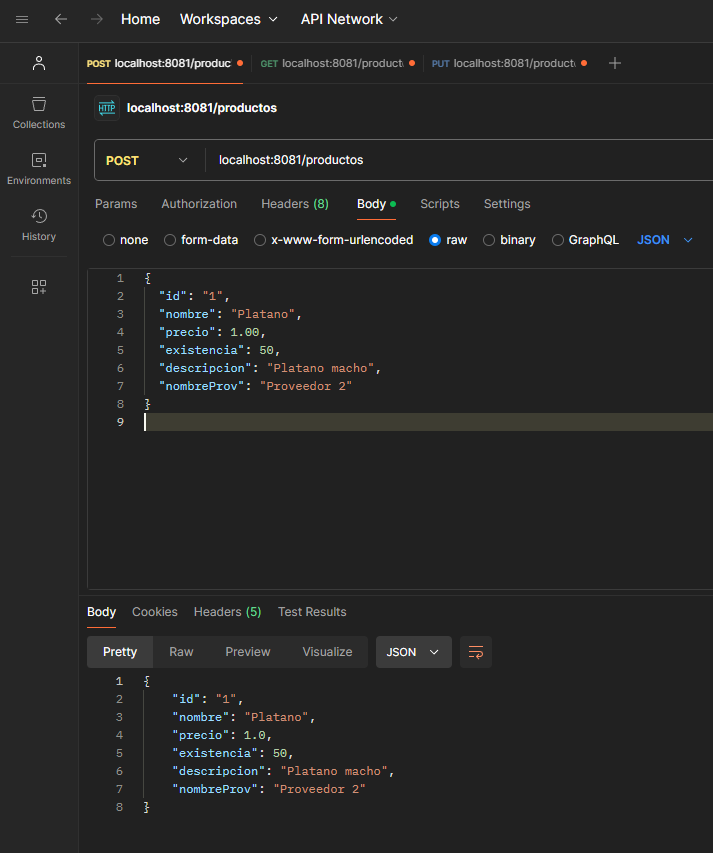 Home Workspaces API Network
POST localhost:8081/produc GET localhost:8081/product PUT localhost:8081/product
HTTP localhost:8081/productos
Collections
Environments
History
POST localhost:8081/productos
Params Authorization Headers (8) Body Scripts Settings
none form-data x-www-form-urlencoded raw binary GraphQL JSON
1 {
2 "id": "1",
3 "nombre": "Platano",
4 "precio": 1.00,
5 "existencia": 50,
6 "descripcion": "Platano macho",
7 "nombreProv": "Proveedor 2"
8 }
9
Body Cookies Headers (5) Test Results
Pretty Raw Preview Visualize JSON
1 {
2 "id": "1",
3 "nombre": "Platano",
4 "precio": 1.0,
5 "existencia": 50,
6 "descripcion": "Platano macho",
7 "nombreProv": "Proveedor 2"
8 }